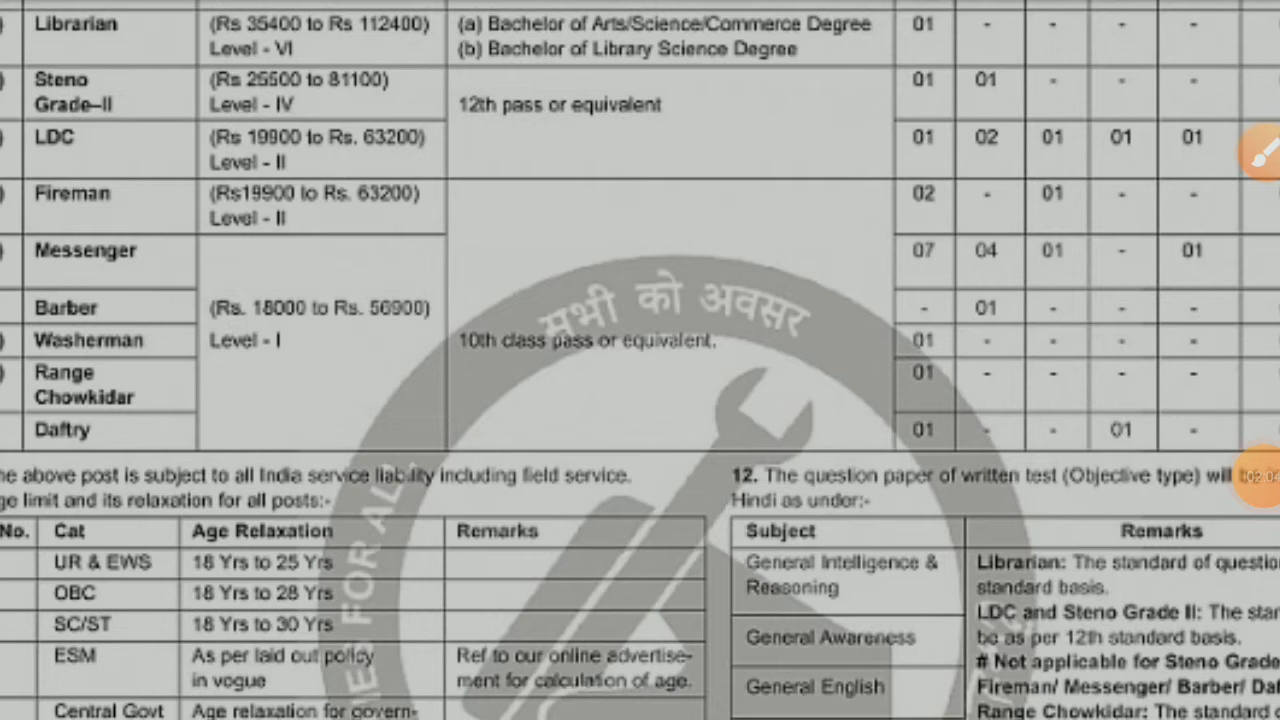 Librarian (Rs 35400 to Rs 112400) (a) Bachelor of Arts/Science/Commerce Degree 01 - - - -
Level - VI (b) Bachelor of Library Science Degree
Steno (Rs 25500 to 81100) 01 01 - - -
Grade-II Level - IV 12th pass or equivalent
LDC (Rs 19900 to Rs. 63200) 01 02 01 01 01
Level - II
Fireman (Rs19900 to Rs. 63200) 02 - 01 - -
Level - II
Messenger 07 04 01 - 01
Barber (Rs. 18000 to Rs. 56900) - 01 - - -
Washerman Level - I 10th class pass or equivalent. 01 - - - -
Range 01 - - - -
Chowkidar
Daftry 01 - - 01 -
सभी को अवसर
FOR ALL
he above post is subject to all India service liability including field service.
ge limit and its relaxation for all posts:-
No. Cat Age Relaxation Remarks
UR & EWS 18 Yrs to 25 Yrs
OBC 18 Yrs to 28 Yrs
SC/ST 18 Yrs to 30 Yrs
ESM As per laid out policy Ref to our online advertise-
in vogue ment for calculation of age.
Central Govt Age relaxation for govern-
12. The question paper of written test (Objective type) will
Hindi as under:-
Subject Remarks
General Intelligence & Librarian: The standard of questio
Reasoning standard basis.
LDC and Steno Grade II: The star
General Awareness be as per 12th standard basis.
# Not applicable for Steno Grade
General English Fireman/ Messenger/ Barber/ Daf
Range Chowkidar: The standard o
02:04